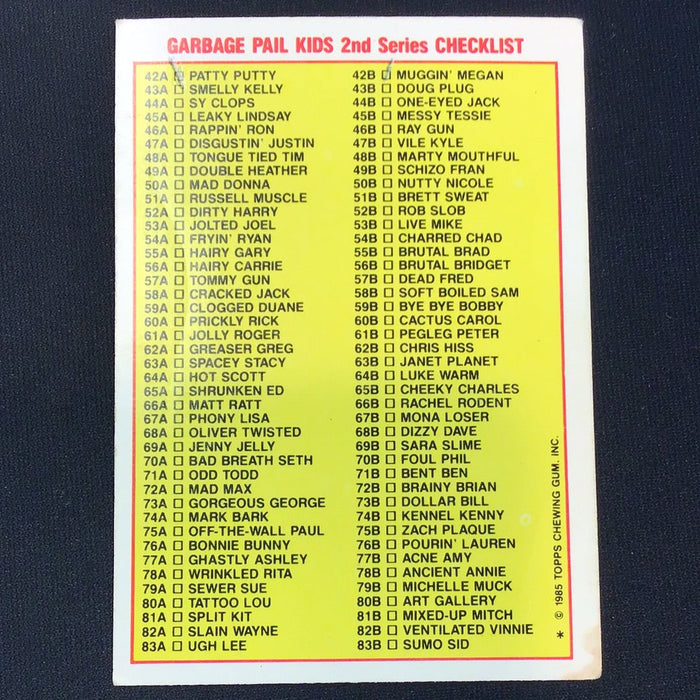 GARBAGE PAIL KIDS 2nd Series CHECKLIST
42A PATTY PUTTY
43A SMELLY KELLY
44A SY CLOPS
45A LEAKY LINDSAY
46A RAPPIN' RON
47A DISGUSTIN' JUSTIN
48A TONGUE TIED TIM
49A DOUBLE HEATHER
50A MAD DONNA
51A RUSSELL MUSCLE
52A DIRTY HARRY
53A JOLTED JOEL
54A FRYIN' RYAN
55A HAIRY GARY
56A HAIRY CARRIE
57A TOMMY GUN
58A CRACKED JACK
59A CLOGGED DUANE
60A PRICKLY RICK
61A JOLLY ROGER
62A GREASER GREG
63A SPACEY STACY
64A HOT SCOTT
65A SHRUNKEN ED
66A MATT RATT
67A PHONY LISA
68A OLIVER TWISTED
69A JENNY JELLY
70A BAD BREATH SETH
71A ODD TODD
72A MAD MAX
73A GORGEOUS GEORGE
74A MARK BARK
75A OFF-THE-WALL PAUL
76A BONNIE BUNNY
77A GHASTLY ASHLEY
78A WRINKLED RITA
79A SEWER SUE
80A TATTOO LOU
81A SPLIT KIT
82A SLAIN WAYNE
83A UGH LEE
42B MUGGIN' MEGAN
43B DOUG PLUG
44B ONE-EYED JACK
45B MESSY TESSIE
46B RAY GUN
47B VILE KYLE
48B MARTY MOUTHFUL
49B SCHIZO FRAN
50B NUTTY NICOLE
51B BRETT SWEAT
52B ROB SLOB
53B LIVE MIKE
54B CHARRED CHAD
55B BRUTAL BRAD
56B BRUTAL BRIDGET
57B DEAD FRED
58B SOFT BOILED SAM
59B BYE BYE BOBBY
60B CACTUS CAROL
61B PEGLEG PETER
62B CHRIS HISS
63B JANET PLANET
64B LUKE WARM
65B CHEEKY CHARLES
66B RACHEL RODENT
67B MONA LOSER
68B DIZZY DAVE
69B SARA SLIME
70B FOUL PHIL
71B BENT BEN
72B BRAINY BRIAN
73B DOLLAR BILL
74B KENNEL KENNY
75B ZACH PLAQUE
76B POURIN' LAUREN
77B ACNE AMY
78B ANCIENT ANNIE
79B MICHELLE MUCK
80B ART GALLERY
81B MIXED-UP MITCH
82B VENTILATED VINNIE
83B SUMO SID
* © 1985 TOPPS CHEWING GUM, INC.